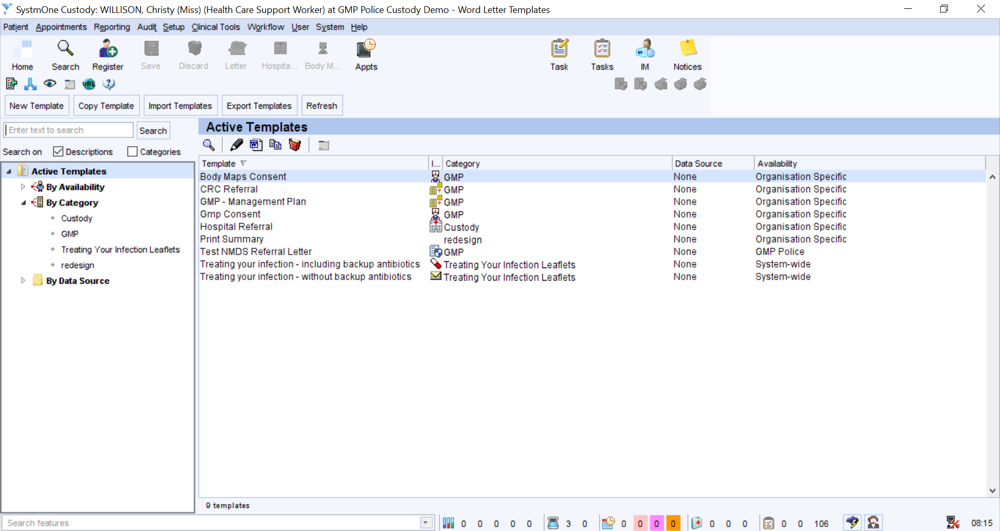 SystmOne Custody: WILLISON, Christy (Miss) (Health Care Support Worker) at GMP Police Custody Demo - Word Letter Templates
Patient Appointments Reporting Audit Setup Clinical Tools Workflow User System Help
Home Search Register Save Discard Letter Hospita... Body M... Appts Task Tasks IM Notices
URL
New Template Copy Template Import Templates Export Templates Refresh
Enter text to search Search
Search on Descriptions Categories
Active Templates
By Availability
By Category
Custody
GMP
Treating Your Infection Leaflets
redesign
By Data Source
Active Templates
Template I... Category Data Source Availability
Body Maps Consent GMP None Organisation Specific
CRC Referral GMP None Organisation Specific
GMP - Management Plan GMP None Organisation Specific
Gmp Consent GMP None Organisation Specific
Hospital Referral Custody None Organisation Specific
Print Summary redesign None Organisation Specific
Test NMDS Referral Letter GMP None GMP Police
Treating your infection - including backup antibiotics Treating Your Infection Leaflets None System-wide
Treating your infection - without backup antibiotics Treating Your Infection Leaflets None System-wide
9 templates
Search features 0 0 0 0 0 3 0 0 0 0 0 0 0 0 0 0 106 08:15